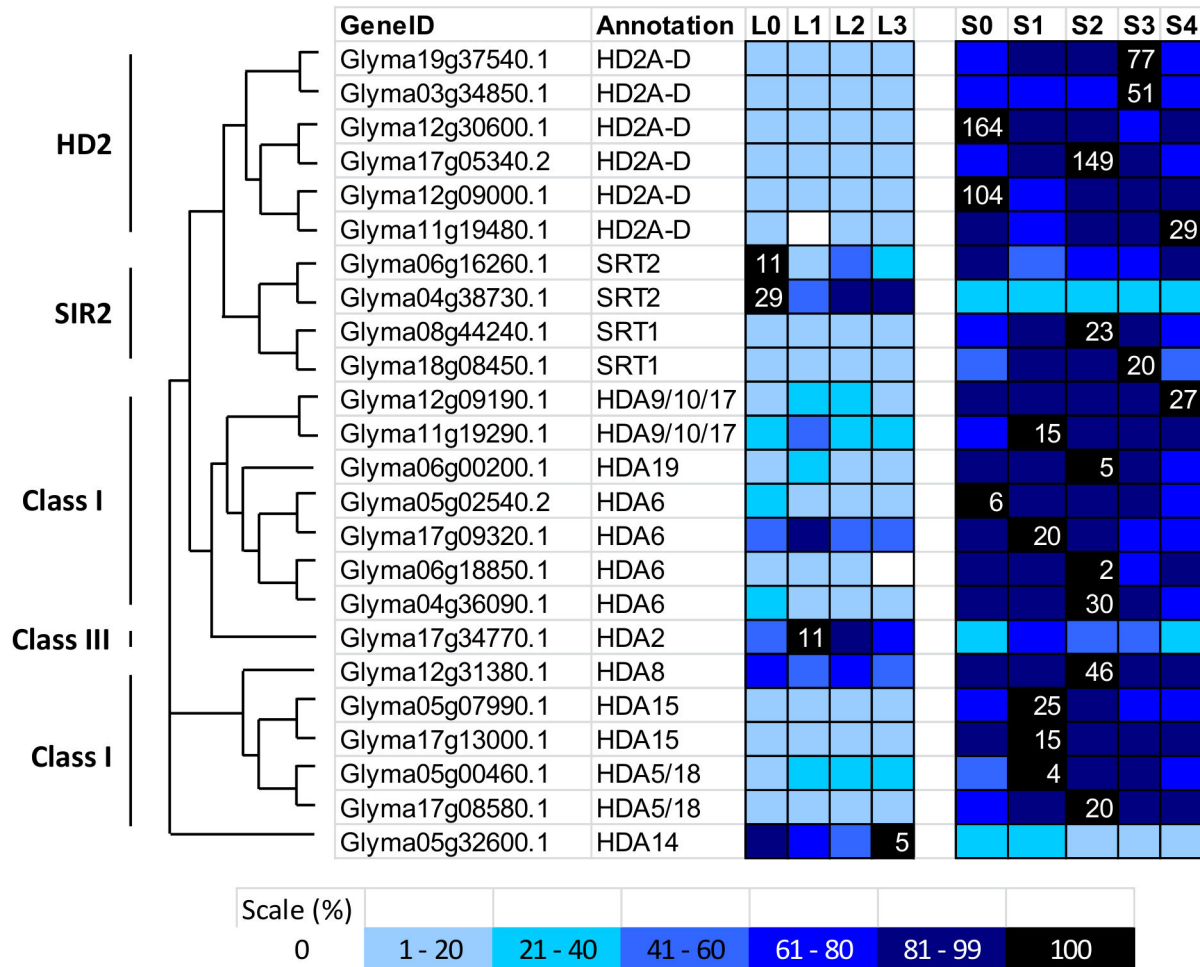 GeneID Annotation L0 L1 L2 L3 S0 S1 S2 S3 S4
Glyma19g37540.1 HD2A-D 77
Glyma03g34850.1 HD2A-D 51
HD2
Glyma12g30600.1 HD2A-D 164
Glyma17g05340.2 HD2A-D 149
Glyma12g09000.1 HD2A-D 104
Glyma11g19480.1 HD2A-D 29
Glyma06g16260.1 SRT2 11
SIR2
Glyma04g38730.1 SRT2 29
Glyma08g44240.1 SRT1 23
Glyma18g08450.1 SRT1 20
Glyma12g09190.1 HDA9/10/17 27
Glyma11g19290.1 HDA9/10/17 15
Glyma06g00200.1 HDA19 5
Class I
Glyma05g02540.2 HDA6 6
Glyma17g09320.1 HDA6 20
Glyma06g18850.1 HDA6 2
Glyma04g36090.1 HDA6 30
Class III
Glyma17g34770.1 HDA2 11
Glyma12g31380.1 HDA8 46
Glyma05g07990.1 HDA15 25
Class I
Glyma17g13000.1 HDA15 15
Glyma05g00460.1 HDA5/18 4
Glyma17g08580.1 HDA5/18 20
Glyma05g32600.1 HDA14 5
Scale (%)
0 1 - 20 21 - 40 41 - 60 61 - 80 81 - 99 100